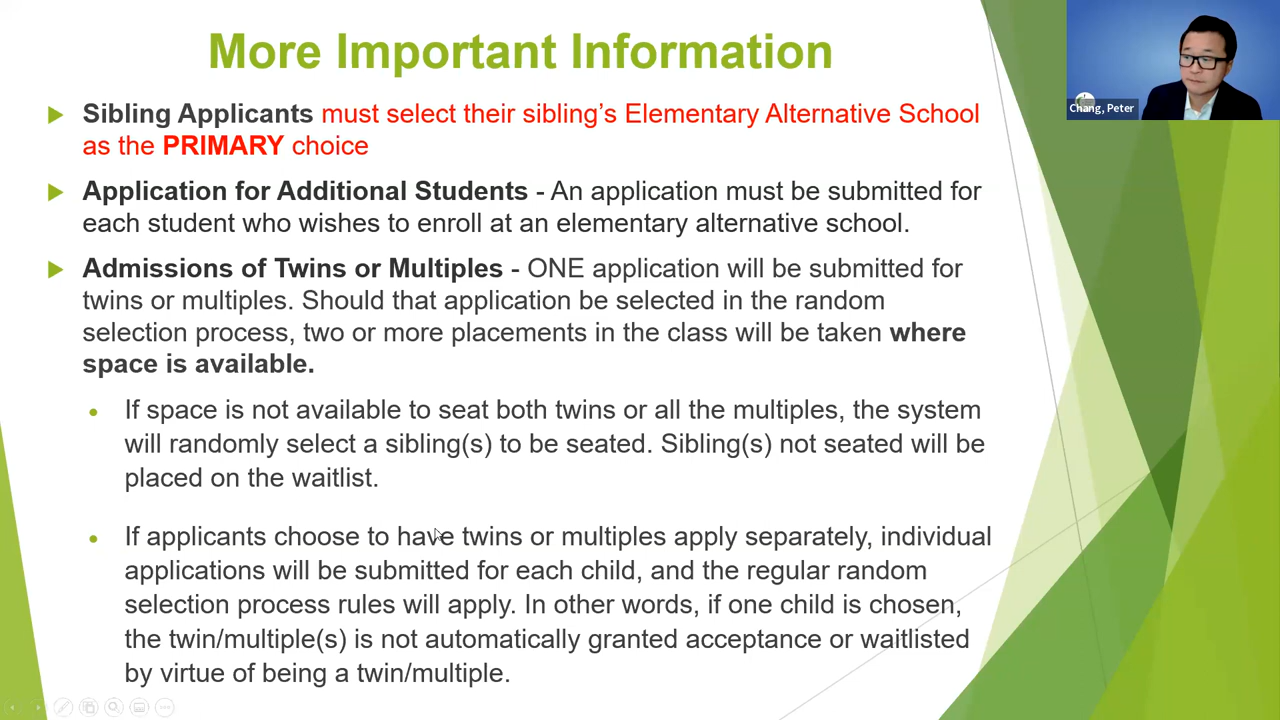 More Important Information
Sibling Applicants must select their sibling’s Elementary Alternative School
as the PRIMARY choice
Application for Additional Students - An application must be submitted for
each student who wishes to enroll at an elementary alternative school.
Admissions of Twins or Multiples - ONE application will be submitted for
twins or multiples. Should that application be selected in the random
selection process, two or more placements in the class will be taken where
space is available.
If space is not available to seat both twins or all the multiples, the system
will randomly select a sibling(s) to be seated. Sibling(s) not seated will be
placed on the waitlist.
If applicants choose to have twins or multiples apply separately, individual
applications will be submitted for each child, and the regular random
selection process rules will apply. In other words, if one child is chosen,
the twin/multiple(s) is not automatically granted acceptance or waitlisted
by virtue of being a twin/multiple.
Chang, Peter